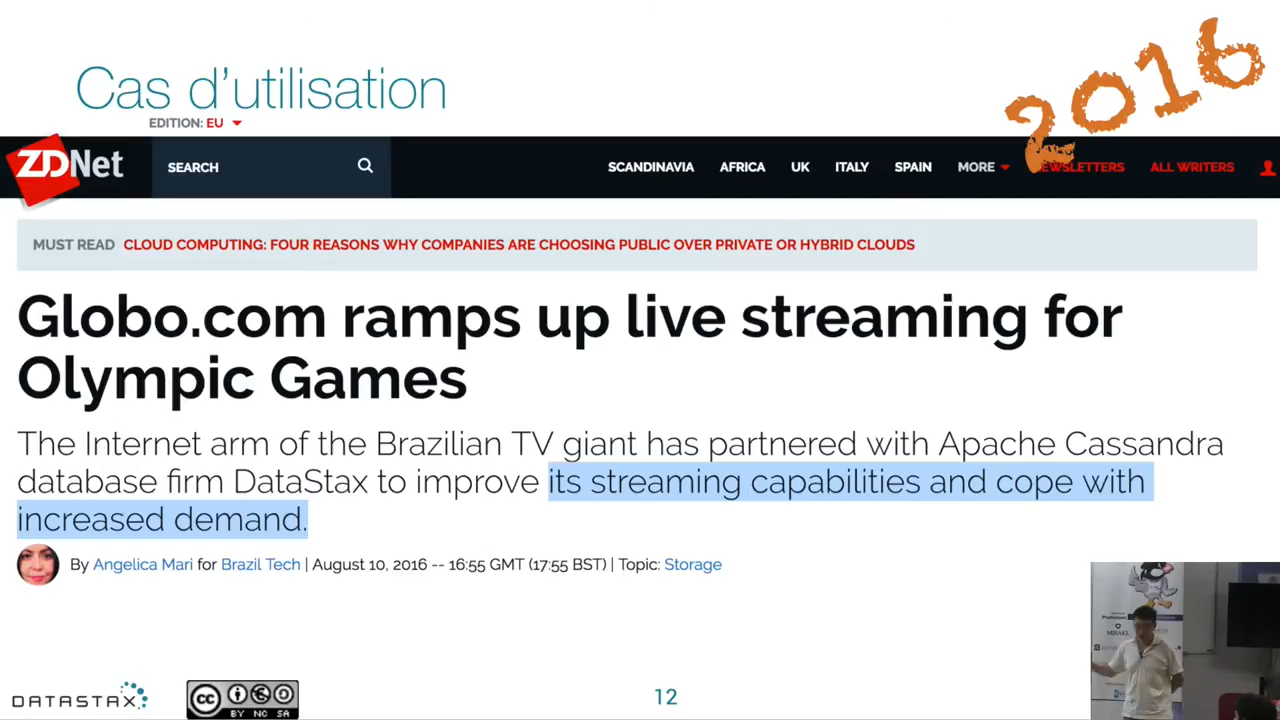 2016
Cas d'utilisation
EDITION: EU
ZDNet
SEARCH
SCANDINAVIA AFRICA UK ITALY SPAIN MORE NEWSLETTERS ALL WRITERS
MUST READ CLOUD COMPUTING: FOUR REASONS WHY COMPANIES ARE CHOOSING PUBLIC OVER PRIVATE OR HYBRID CLOUDS
Globo.com ramps up live streaming for
Olympic Games
The Internet arm of the Brazilian TV giant has partnered with Apache Cassandra
database firm DataStax to improve its streaming capabilities and cope with
increased demand.
By Angelica Mari for Brazil Tech | August 10, 2016 -- 16:55 GMT (17:55 BST) | Topic: Storage
MIRAKL
DATASTAX
cc
BY NC SA
12